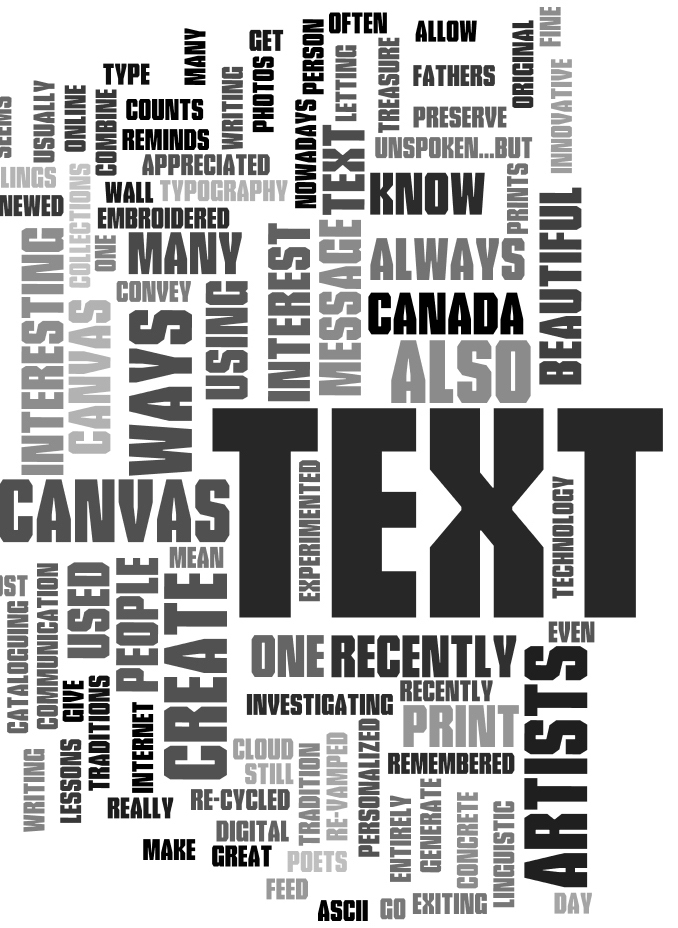 OFTEN
FINE
GET
MANY
PERSON
ALLOW
ORIGINAL
TYPE
PHOTOS
LETTING
TREASURE
FATHERS
INNOVATIVE
SEEMS
USUALLY
ONLINE
COMBINE
COUNTS
WRITING
NOWADAYS
PRESERVE
REMINDS
TEXT
UNSPOKEN...BUT
APPRECIATED
LINGS
COLLECTIONS
WALL
TYPOGRAPHY
KNOW
PRINTS
BEAUTIFUL
NEWED
EMBROIDERED
ONE
MANY
INTERESTING
INTEREST
MESSAGE
ALWAYS
CONVEY
USING
CANADA
CANVAS
WAYS
ALSO
TEXT
EXPERIMENTED
TECHNOLOGY
CANVAS
MEAN
OST
CATALOGUING
COMMUNICATION
USED
PEOPLE
CREATE
EVEN
ONE
RECENTLY
ARTISTS
GIVE
TRADITIONS
INVESTIGATING
RECENTLY
INTERNET
PRINT
WRITING
LESSONS
CLOUD
TRADITION
RE-VAMPED
PERSONALIZED
REMEMBERED
STILL
REALLY
RE-CYCLED
ENTIRELY
GENERATE
CONCRETE
LINGUISTIC
DIGITAL
MAKE
GREAT
POETS
FEED
ASCII
GO
EXITING
DAY